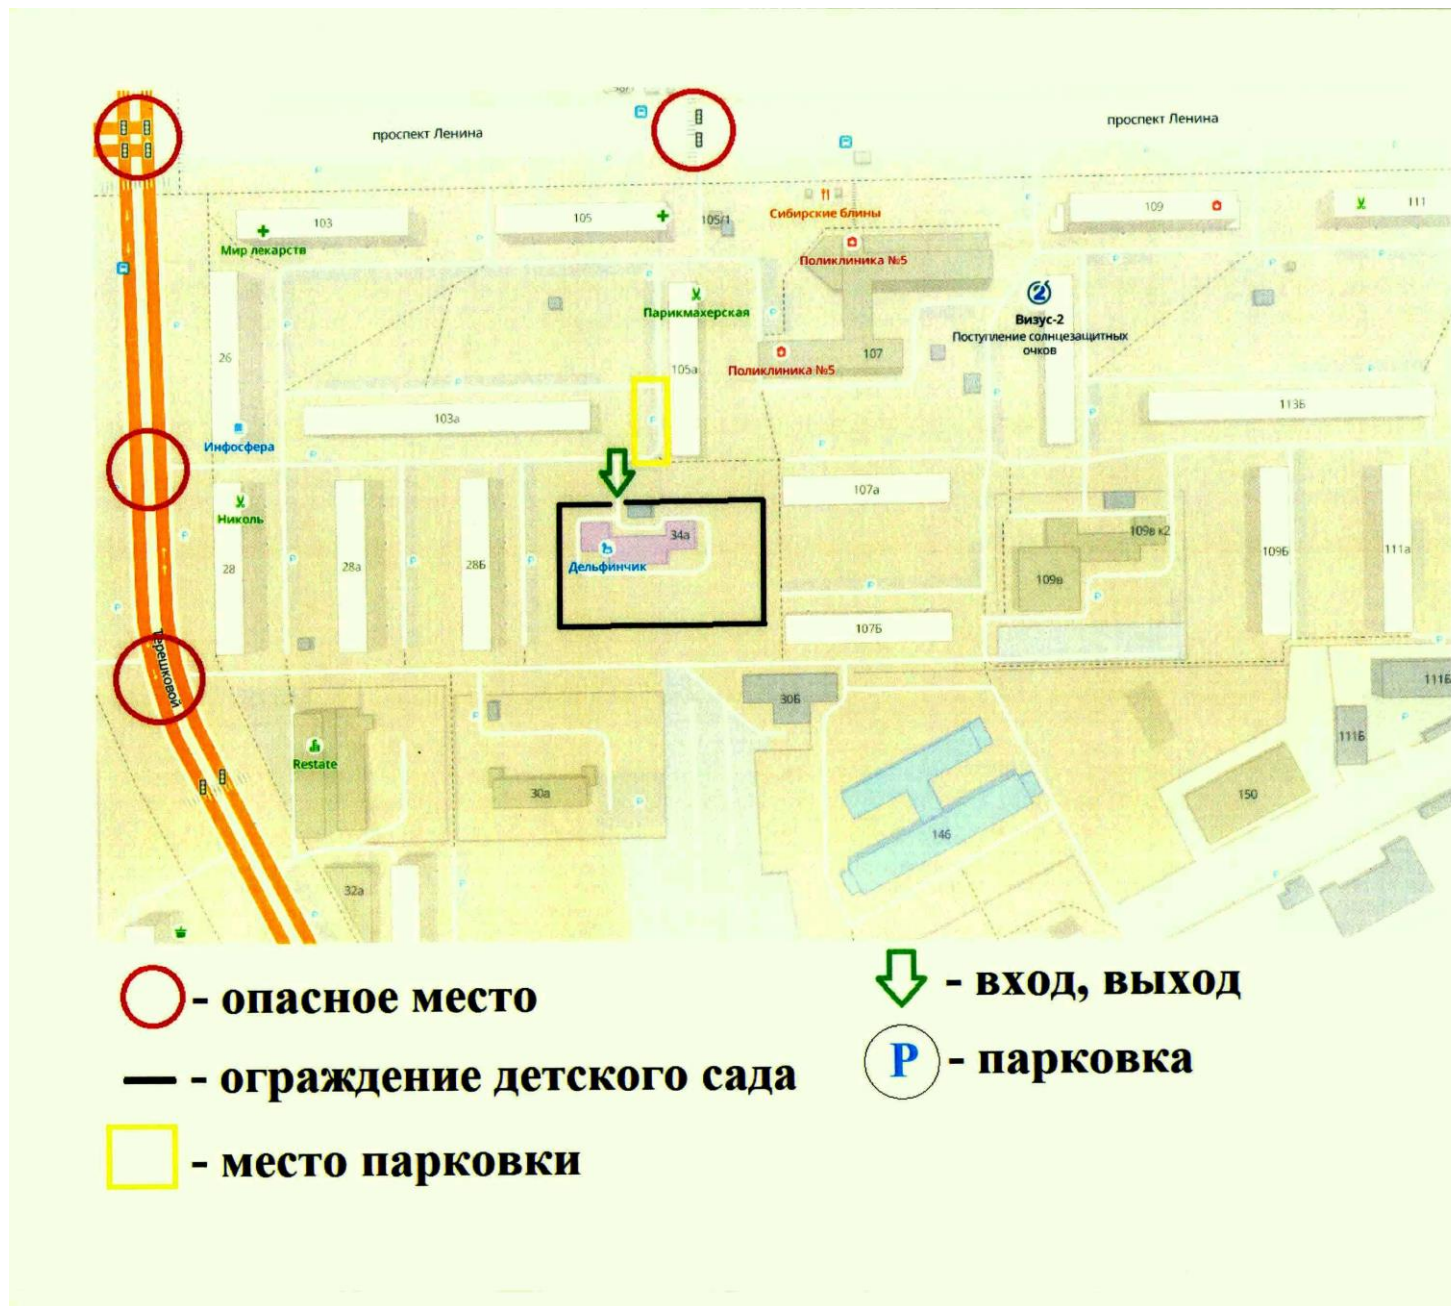 проспект Ленина
проспект Ленина
103
105
105/1
Сибирские блины
109
111
Мир лекарств
Поликлиника №5
26
Парикмахерская
Визус-2
Поступление солнцезащитных
очков
105а
107
Поликлиника №5
103а
113Б
Инфосфера
107а
Николь
34а
109в к2
28
28а
28Б
Дельфинчик
109в
109Б
111а
107Б
Терешковой
30Б
111Б
111Б
Restate
30а
146
150
32а
- опасное место
- вход, выход
- ограждение детского сада
P
- парковка
- место парковки